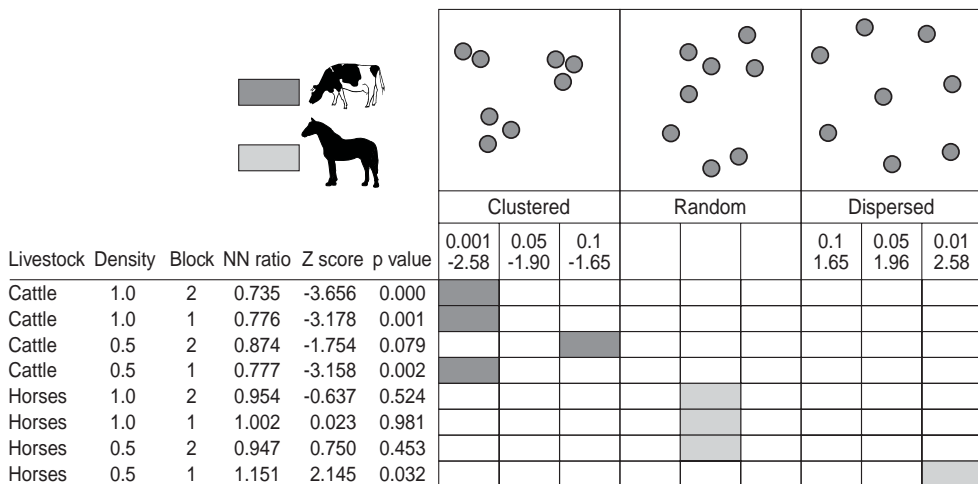 Clustered Random Dispersed
0.001 0.05 0.1 0.1 0.05 0.01
Livestock Density Block NN ratio Z score p value -2.58 -1.90 -1.65 1.65 1.96 2.58
Cattle 1.0 2 0.735 -3.656 0.000
Cattle 1.0 1 0.776 -3.178 0.001
Cattle 0.5 2 0.874 -1.754 0.079
Cattle 0.5 1 0.777 -3.158 0.002
Horses 1.0 2 0.954 -0.637 0.524
Horses 1.0 1 1.002 0.023 0.981
Horses 0.5 2 0.947 0.750 0.453
Horses 0.5 1 1.151 2.145 0.032